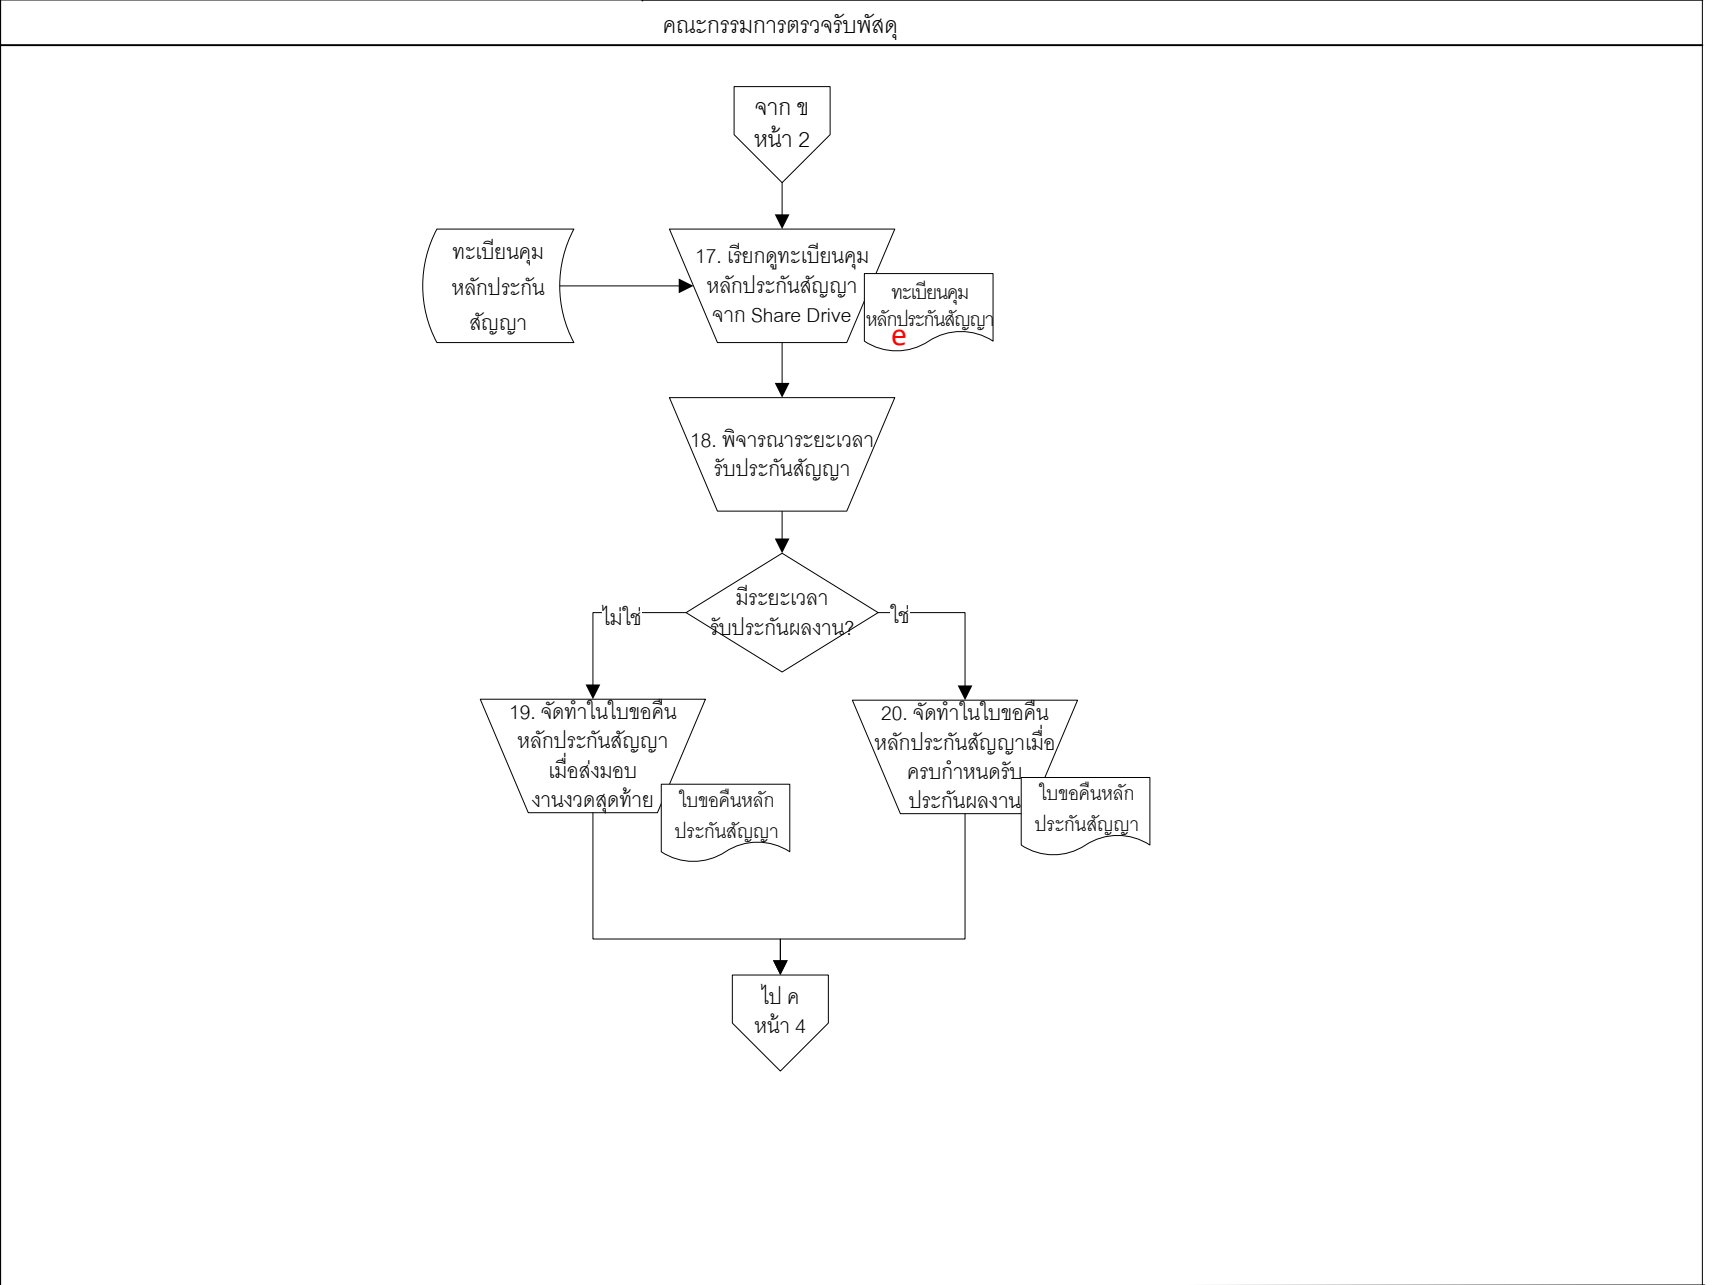 คณะกรรมการตรวจรับพัสดุ
จาก ข
หน้า 2
ทะเบียนคุม
หลักประกัน
สัญญา
17. เรียกดูทะเบียนคุม
หลักประกันสัญญา
จาก Share Drive
ทะเบียนคุม
หลักประกันสัญญา
e
18. พิจารณาระยะเวลา
รับประกันสัญญา
มีระยะเวลา
รับประกันผลงาน?
ไม่ใช่
ใช่
19. จัดทำในใบขอคืน
หลักประกันสัญญา
เมื่อส่งมอบ
งานงวดสุดท้าย
ใบขอคืนหลัก
ประกันสัญญา
20. จัดทำในใบขอคืน
หลักประกันสัญญาเมื่อ
ครบกำหนดรับ
ประกันผลงาน
ใบขอคืนหลัก
ประกันสัญญา
ไป ค
หน้า 4